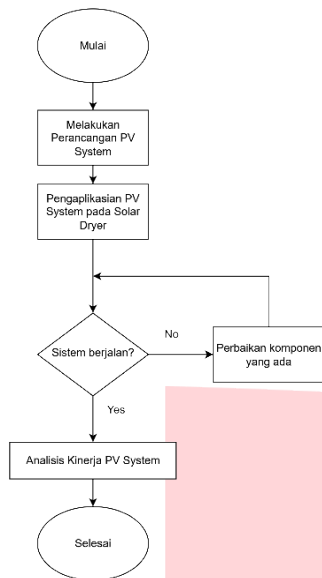 Mulai
Melakukan
Perancangan PV
System
Pengaplikasian PV
System pada Solar
Dryer
Sistem berjalan?
No
Perbaikan komponen
yang ada
Yes
Analisis Kinerja PV System
Selesai